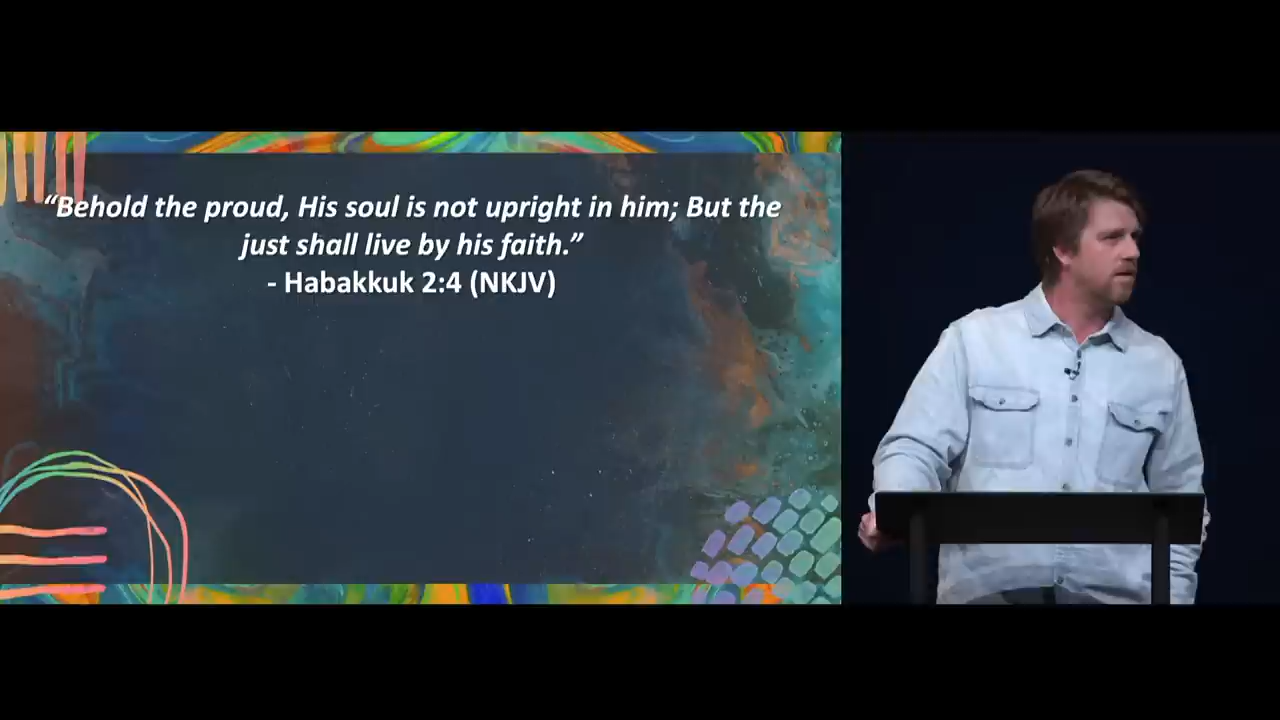 “Behold the proud, His soul is not upright in him; But the
just shall live by his faith.”
- Habakkuk 2:4 (NKJV)